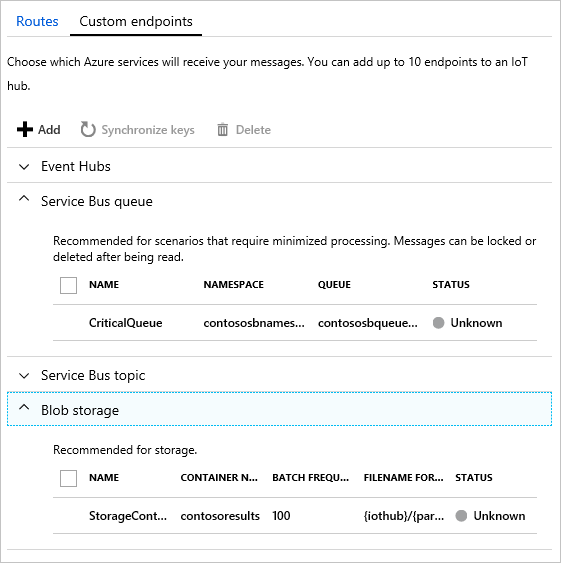 Routes Custom endpoints
Choose which Azure services will receive your messages. You can add up to 10 endpoints to an IoT
hub.
Add Synchronize keys Delete
Event Hubs
Service Bus queue
Recommended for scenarios that require minimized processing. Messages can be locked or
deleted after being read.
NAME NAMESPACE QUEUE STATUS
CriticalQueue contososbnames... contososbqueue... Unknown
Service Bus topic
Blob storage
Recommended for storage.
NAME CONTAINER N... BATCH FREQU... FILENAME FOR... STATUS
StorageCont... contosoresults 100 {iothub}/{par... Unknown